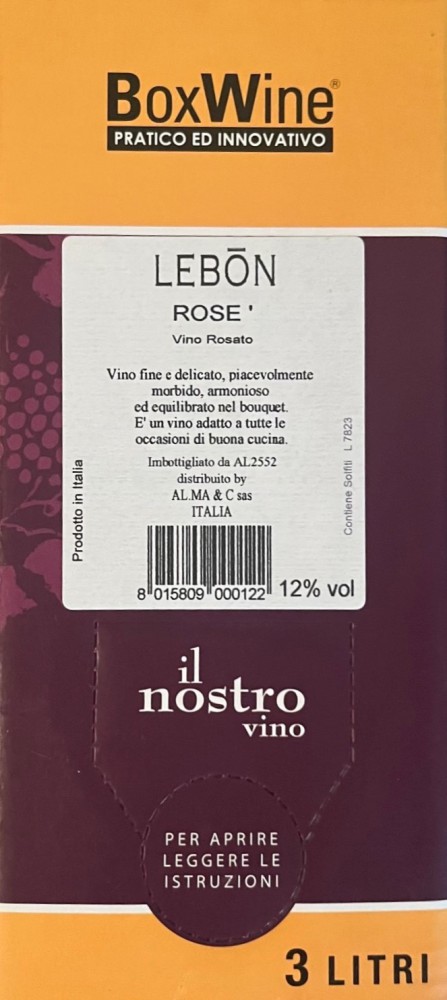 BoxWine®
PRATICO ED INNOVATIVO
LEBŌN
ROSE '
Vino Rosato
Vino fine e delicato, piacevolmente
morbido, armonioso
ed equilibrato nel bouquet.
E' un vino adatto a tutte le
occasioni di buona cucina.
Imbottigliato da AL2552
distribuito by
AL.MA & C sas
ITALIA
Prodotto in Italia
Contiene Solfiti L 7823
8 015809 000122
12% vol
il
nostro
vino
PER APRIRE
LEGGERE LE
ISTRUZIONI
3 LITRI